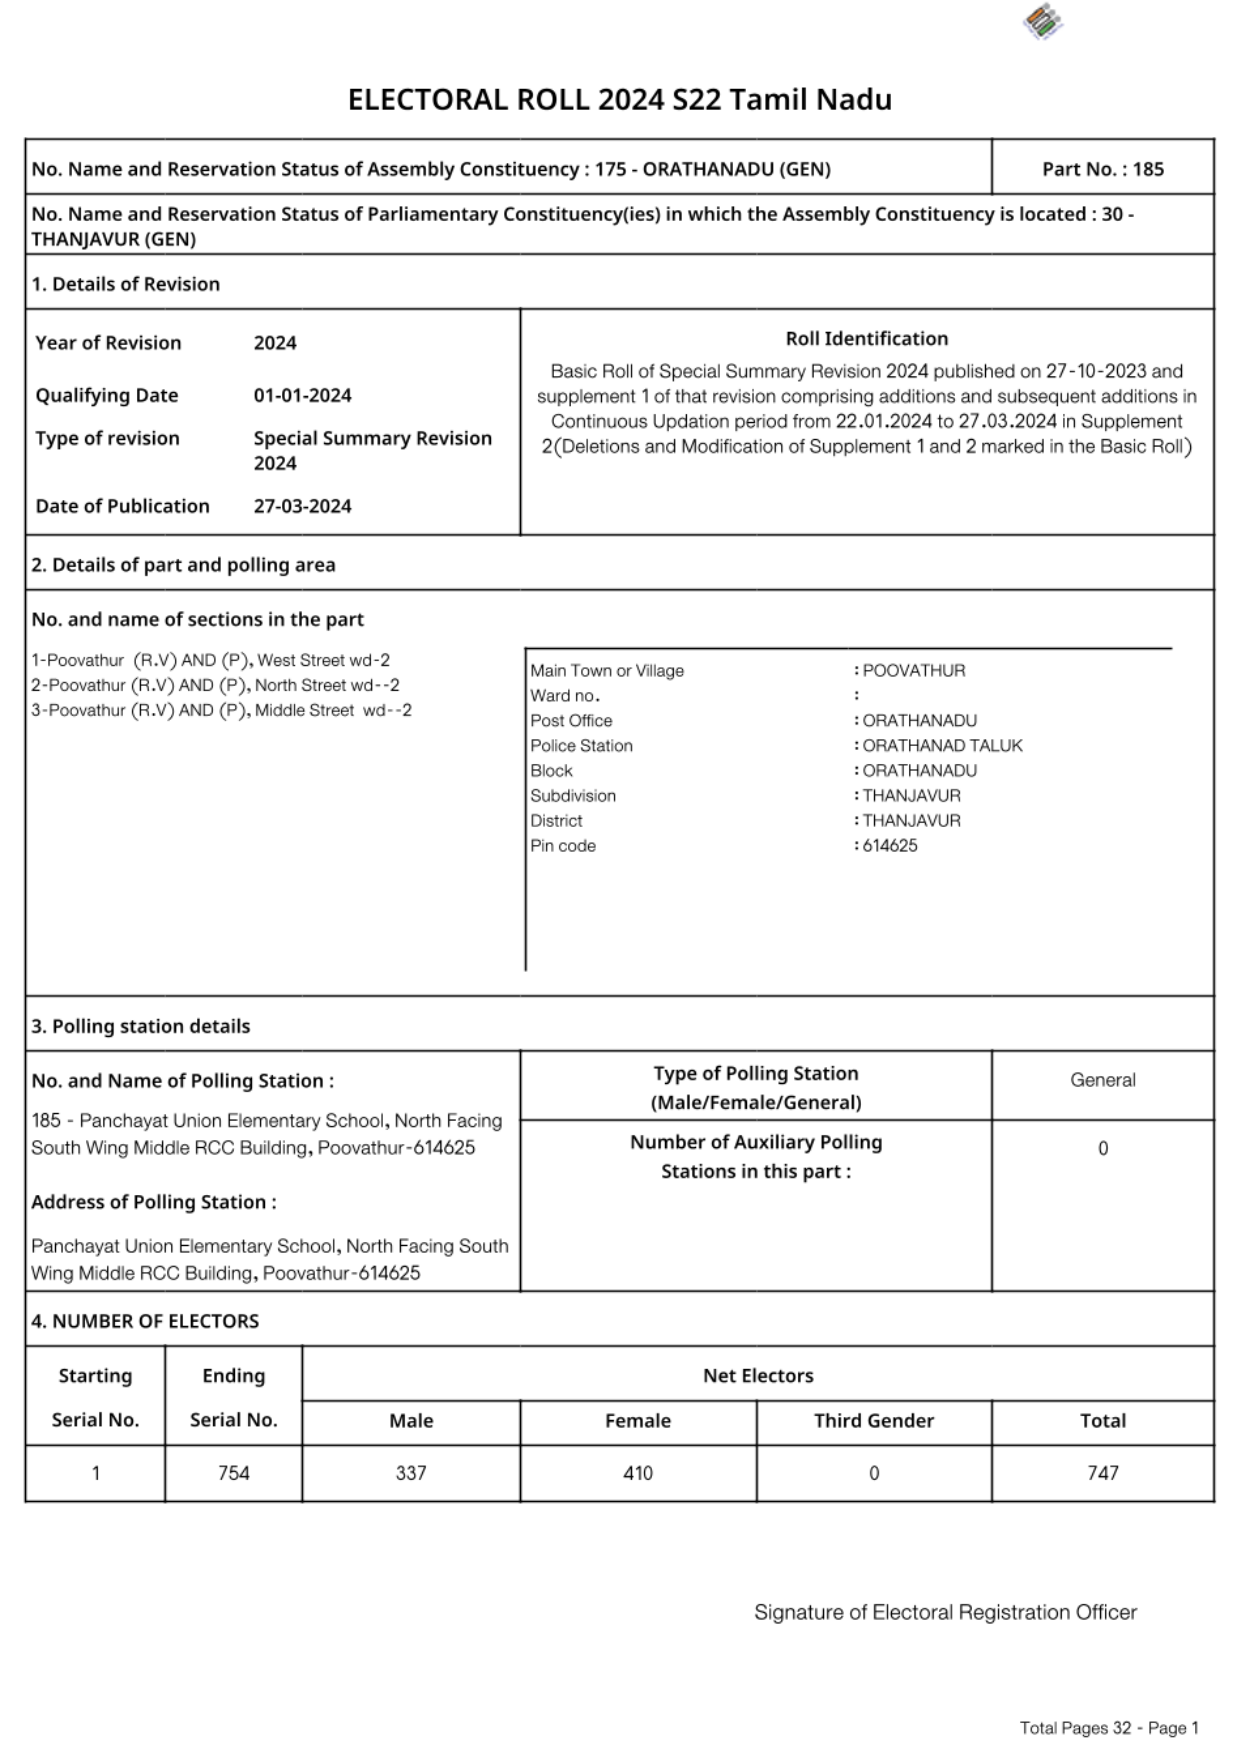 ELECTORAL ROLL 2024 S22 Tamil Nadu
No. Name and Reservation Status of Assembly Constituency : 175 - ORATHANADU (GEN)
Part No. : 185
No. Name and Reservation Status of Parliamentary Constituency(ies) in which the Assembly Constituency is located : 30 -
THANJAVUR (GEN)
1. Details of Revision
Year of Revision 2024
Qualifying Date 01-01-2024
Type of revision Special Summary Revision
2024
Date of Publication 27-03-2024
Roll Identification
Basic Roll of Special Summary Revision 2024 published on 27-10-2023 and
supplement 1 of that revision comprising additions and subsequent additions in
Continuous Updation period from 22.01.2024 to 27.03.2024 in Supplement
2(Deletions and Modification of Supplement 1 and 2 marked in the Basic Roll)
2. Details of part and polling area
No. and name of sections in the part
1-Poovathur (R.V) AND (P), West Street wd-2
2-Poovathur (R.V) AND (P), North Street wd--2
3-Poovathur (R.V) AND (P), Middle Street wd--2
Main Town or Village : POOVATHUR
Ward no. :
Post Office : ORATHANADU
Police Station : ORATHANAD TALUK
Block : ORATHANADU
Subdivision : THANJAVUR
District : THANJAVUR
Pin code : 614625
3. Polling station details
No. and Name of Polling Station :
185 - Panchayat Union Elementary School, North Facing
South Wing Middle RCC Building, Poovathur-614625
Address of Polling Station :
Panchayat Union Elementary School, North Facing South
Wing Middle RCC Building, Poovathur-614625
Type of Polling Station
(Male/Female/General)
General
Number of Auxiliary Polling
Stations in this part :
0
4. NUMBER OF ELECTORS
Starting
Serial No.
Ending
Serial No.
Net Electors
Male Female Third Gender Total
1 754 337 410 0 747
Signature of Electoral Registration Officer
Total Pages 32 - Page 1